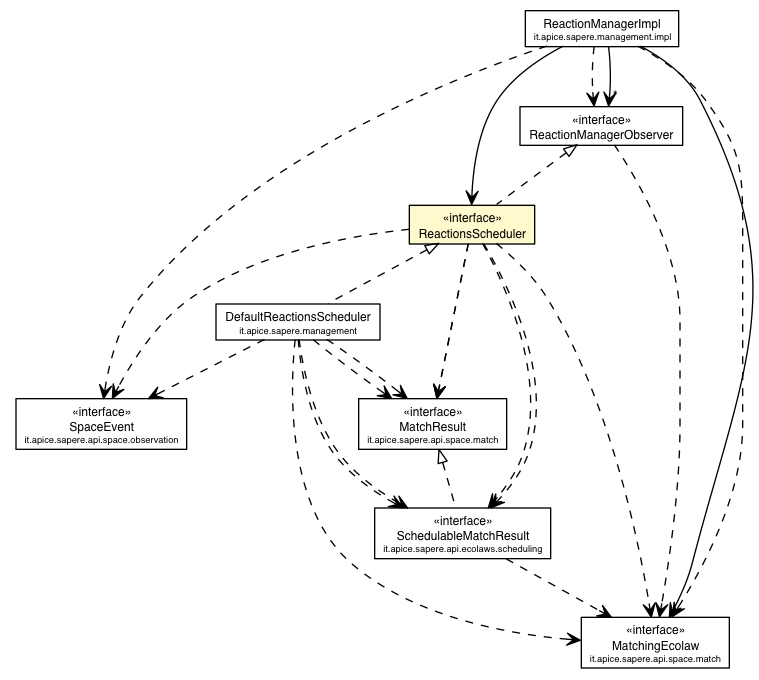 ReactionManagerImpl
it.apice.sapere.management.impl
*
«interface»
ReactionManagerObserver
«interface»
ReactionsScheduler
DefaultReactionsScheduler
it.apice.sapere.management
«interface»
SpaceEvent
it.apice.sapere.api.space.observation
«interface»
MatchResult
it.apice.sapere.api.space.match
«interface»
SchedulableMatchResult
it.apice.sapere.api.ecolaws.scheduling
«interface»
MatchingEcolaw
it.apice.sapere.api.space.match